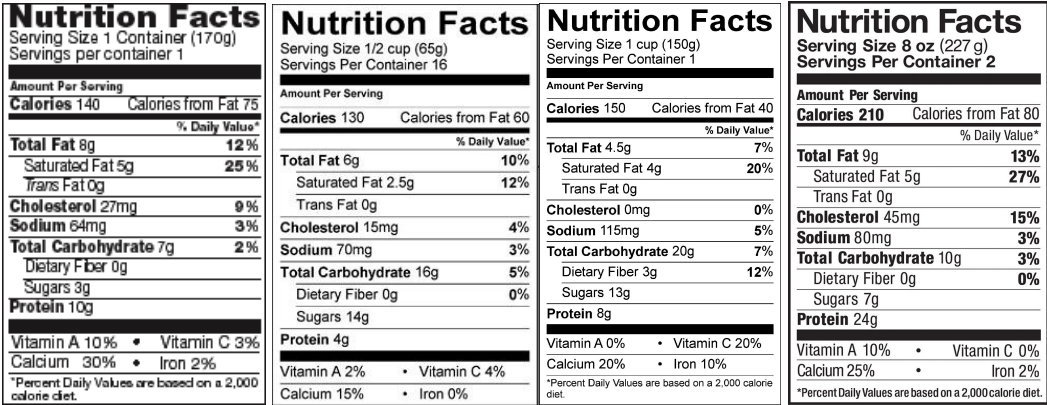 Nutrition Facts
Serving Size 1 Container (170g)
Servings per container 1
Amount Per Serving
Calories 140 Calories from Fat 75
% Daily Value*
Total Fat 8g 12%
Saturated Fat 5g 25%
Trans Fat 0g
Cholesterol 27mg 9%
Sodium 64mg 3%
Total Carbohydrate 7g 2%
Dietary Fiber 0g
Sugars 3g
Protein 10g
Vitamin A 10% • Vitamin C 3%
Calcium 30% • Iron 2%
*Percent Daily Values are based on a 2,000
calorie diet.
Nutrition Facts
Serving Size 1/2 cup (65g)
Servings Per Container 16
Amount Per Serving
Calories 130 Calories from Fat 60
% Daily Value*
Total Fat 6g 10%
Saturated Fat 2.5g 12%
Trans Fat 0g
Cholesterol 15mg 4%
Sodium 70mg 3%
Total Carbohydrate 16g 5%
Dietary Fiber 0g 0%
Sugars 14g
Protein 4g
Vitamin A 2% • Vitamin C 4%
Calcium 15% • Iron 0%
Nutrition Facts
Serving Size 1 cup (150g)
Servings Per Container 1
Amount Per Serving
Calories 150 Calories from Fat 40
% Daily Value*
Total Fat 4.5g 7%
Saturated Fat 4g 20%
Trans Fat 0g
Cholesterol 0mg 0%
Sodium 115mg 5%
Total Carbohydrate 20g 7%
Dietary Fiber 3g 12%
Sugars 13g
Protein 8g
Vitamin A 0% • Vitamin C 20%
Calcium 20% • Iron 10%
*Percent Daily Values are based on a 2,000 calorie
diet.
Nutrition Facts
Serving Size 8 oz (227 g)
Servings Per Container 2
Amount Per Serving
Calories 210 Calories from Fat 80
% Daily Value*
Total Fat 9g 13%
Saturated Fat 5g 27%
Trans Fat 0g
Cholesterol 45mg 15%
Sodium 80mg 3%
Total Carbohydrate 10g 3%
Dietary Fiber 0g 0%
Sugars 7g
Protein 24g
Vitamin A 10% • Vitamin C 0%
Calcium 25% • Iron 2%
*Percent Daily Values are based on a 2,000 calorie diet.